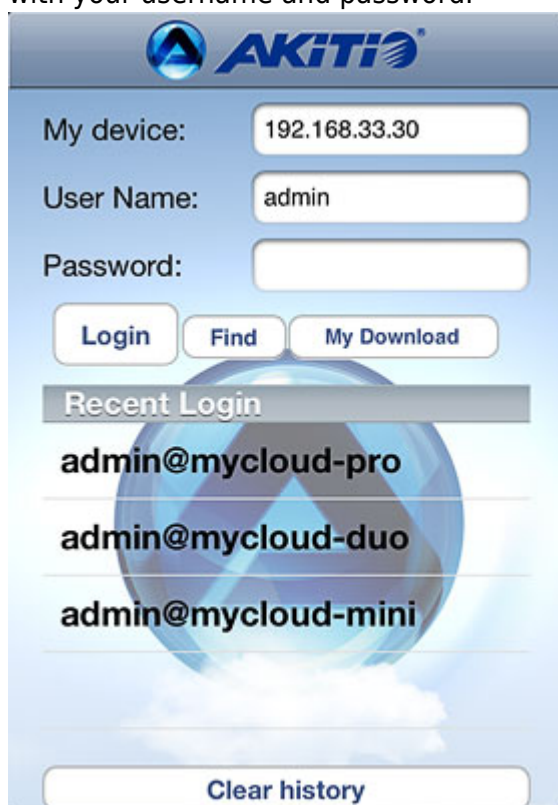 with your username and password.
AKiTiO
My device: 192.168.33.30
User Name: admin
Password:
Login Find My Download
Recent Login
admin@mycloud-pro
admin@mycloud-duo
admin@mycloud-mini
Clear history